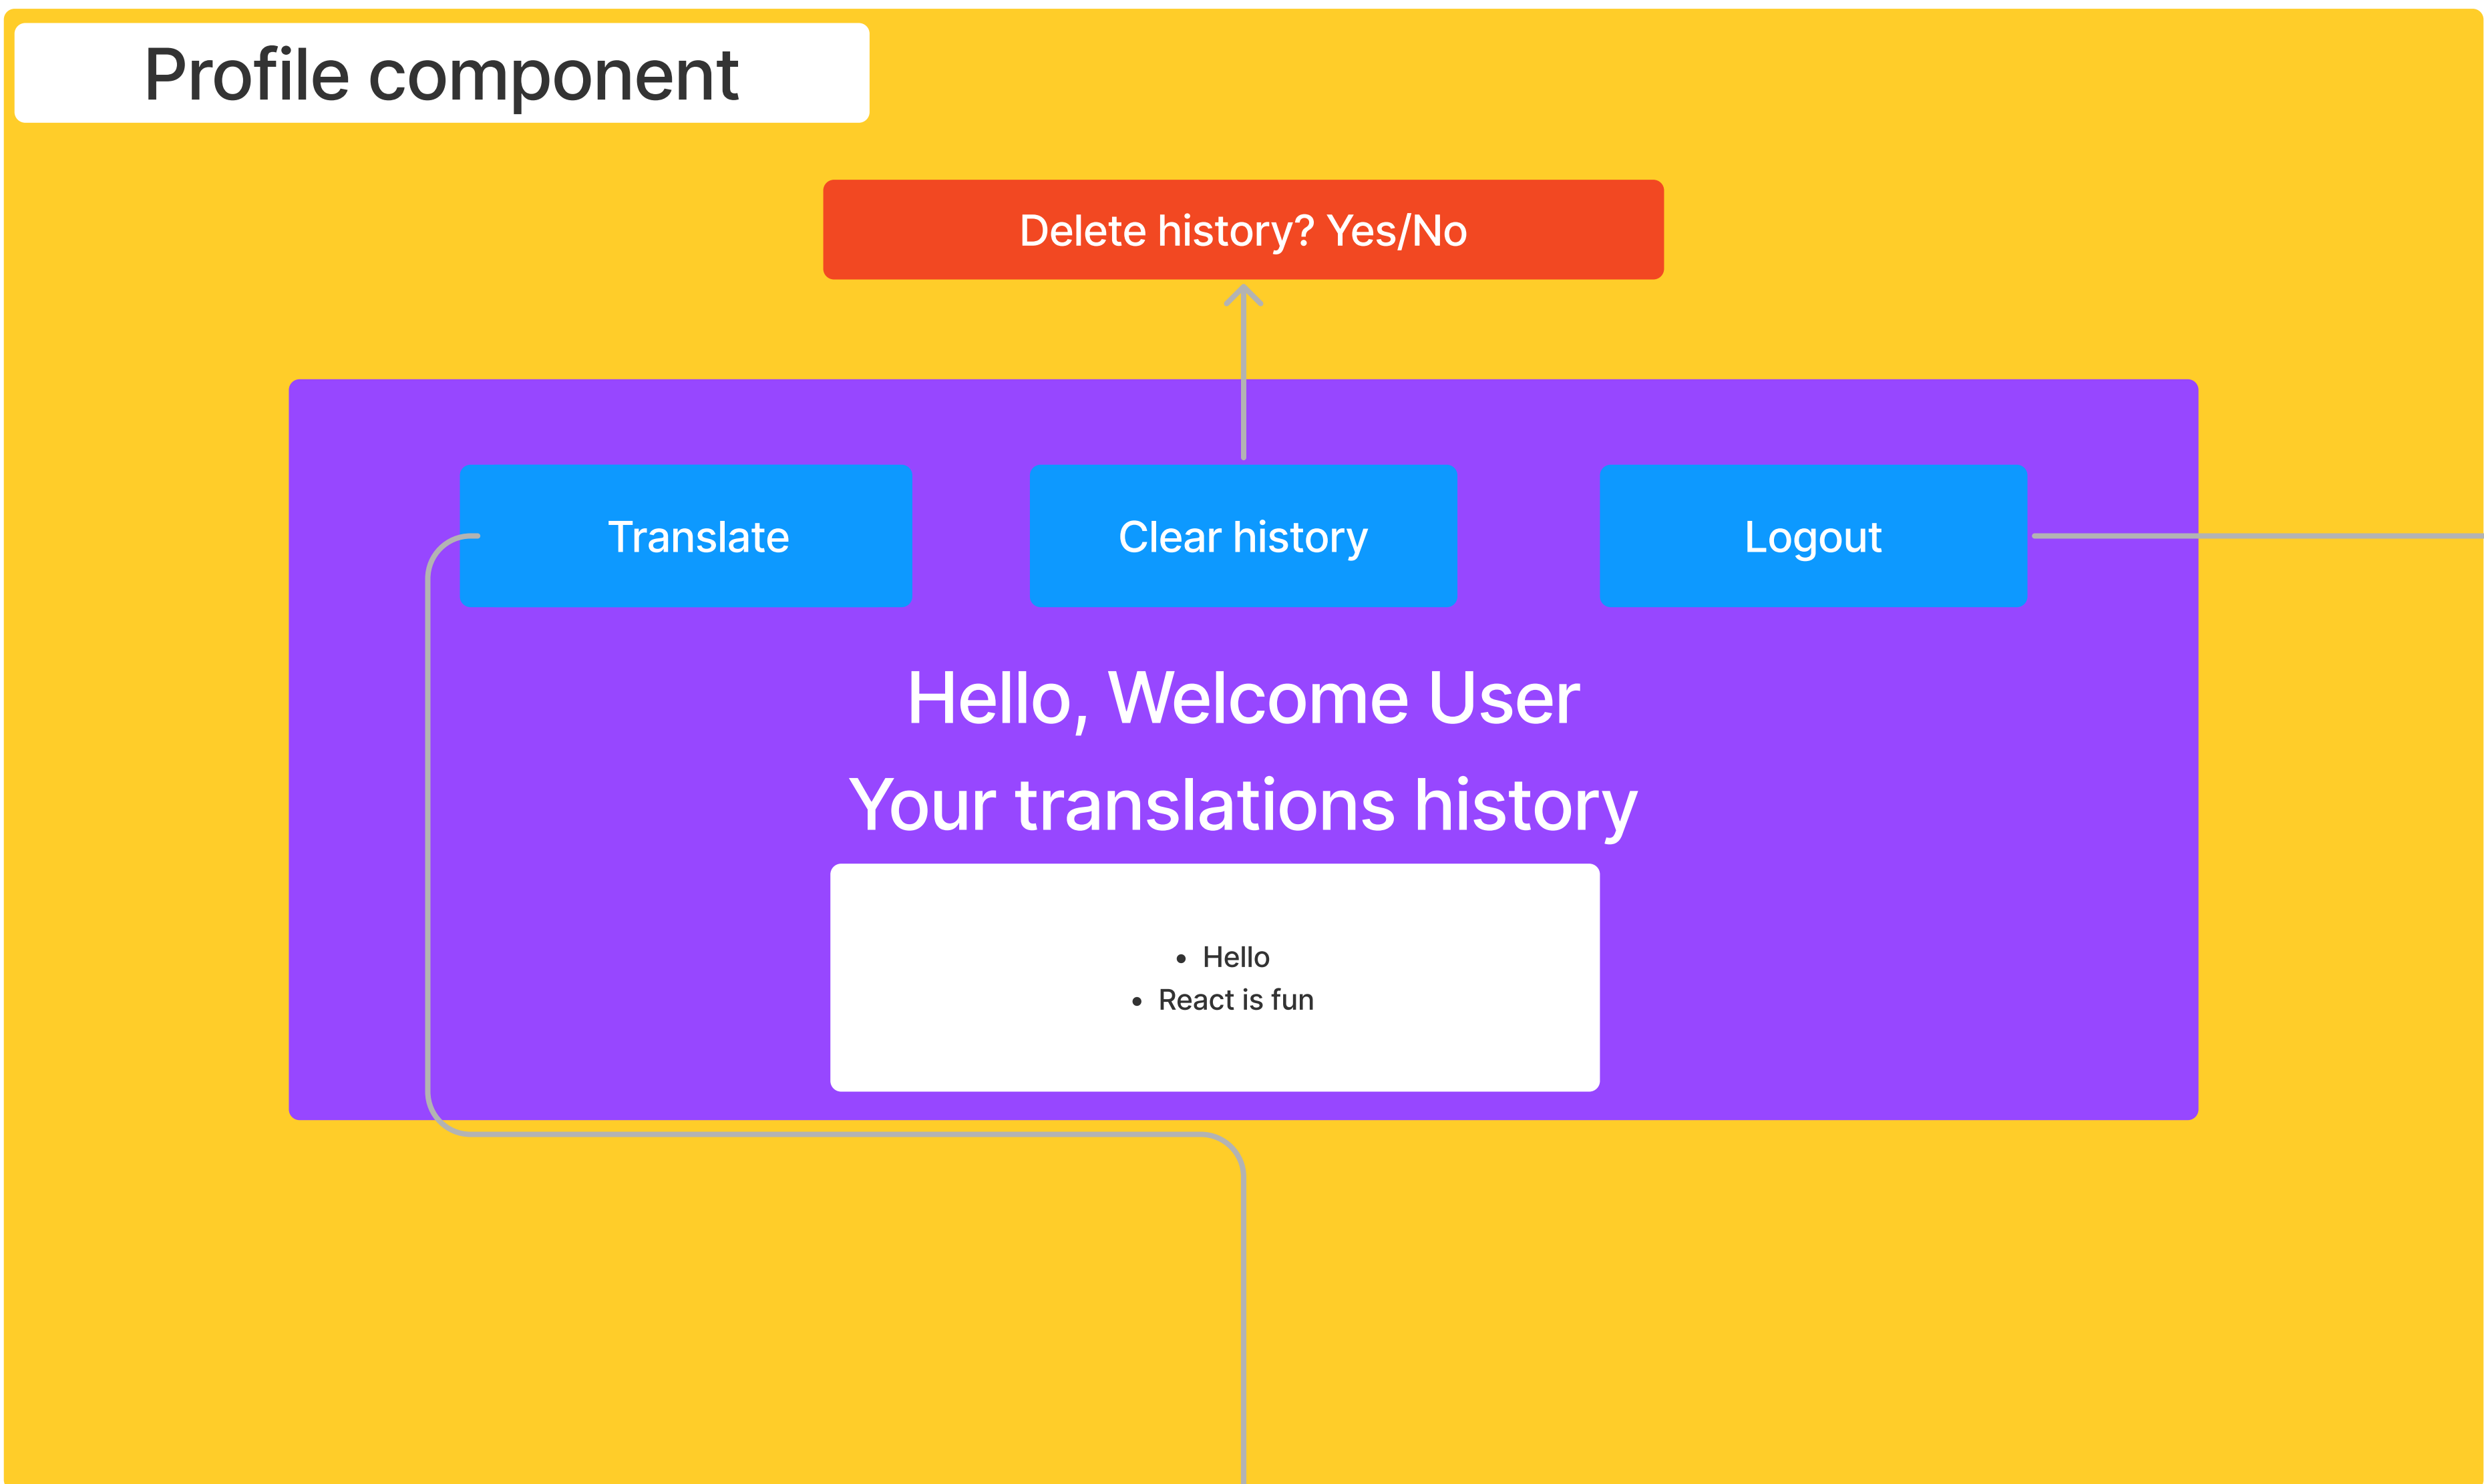 Profile component
Delete history? Yes/No
Translate
Clear history
Logout
Hello, Welcome User
Your translations history
• Hello
• React is fun